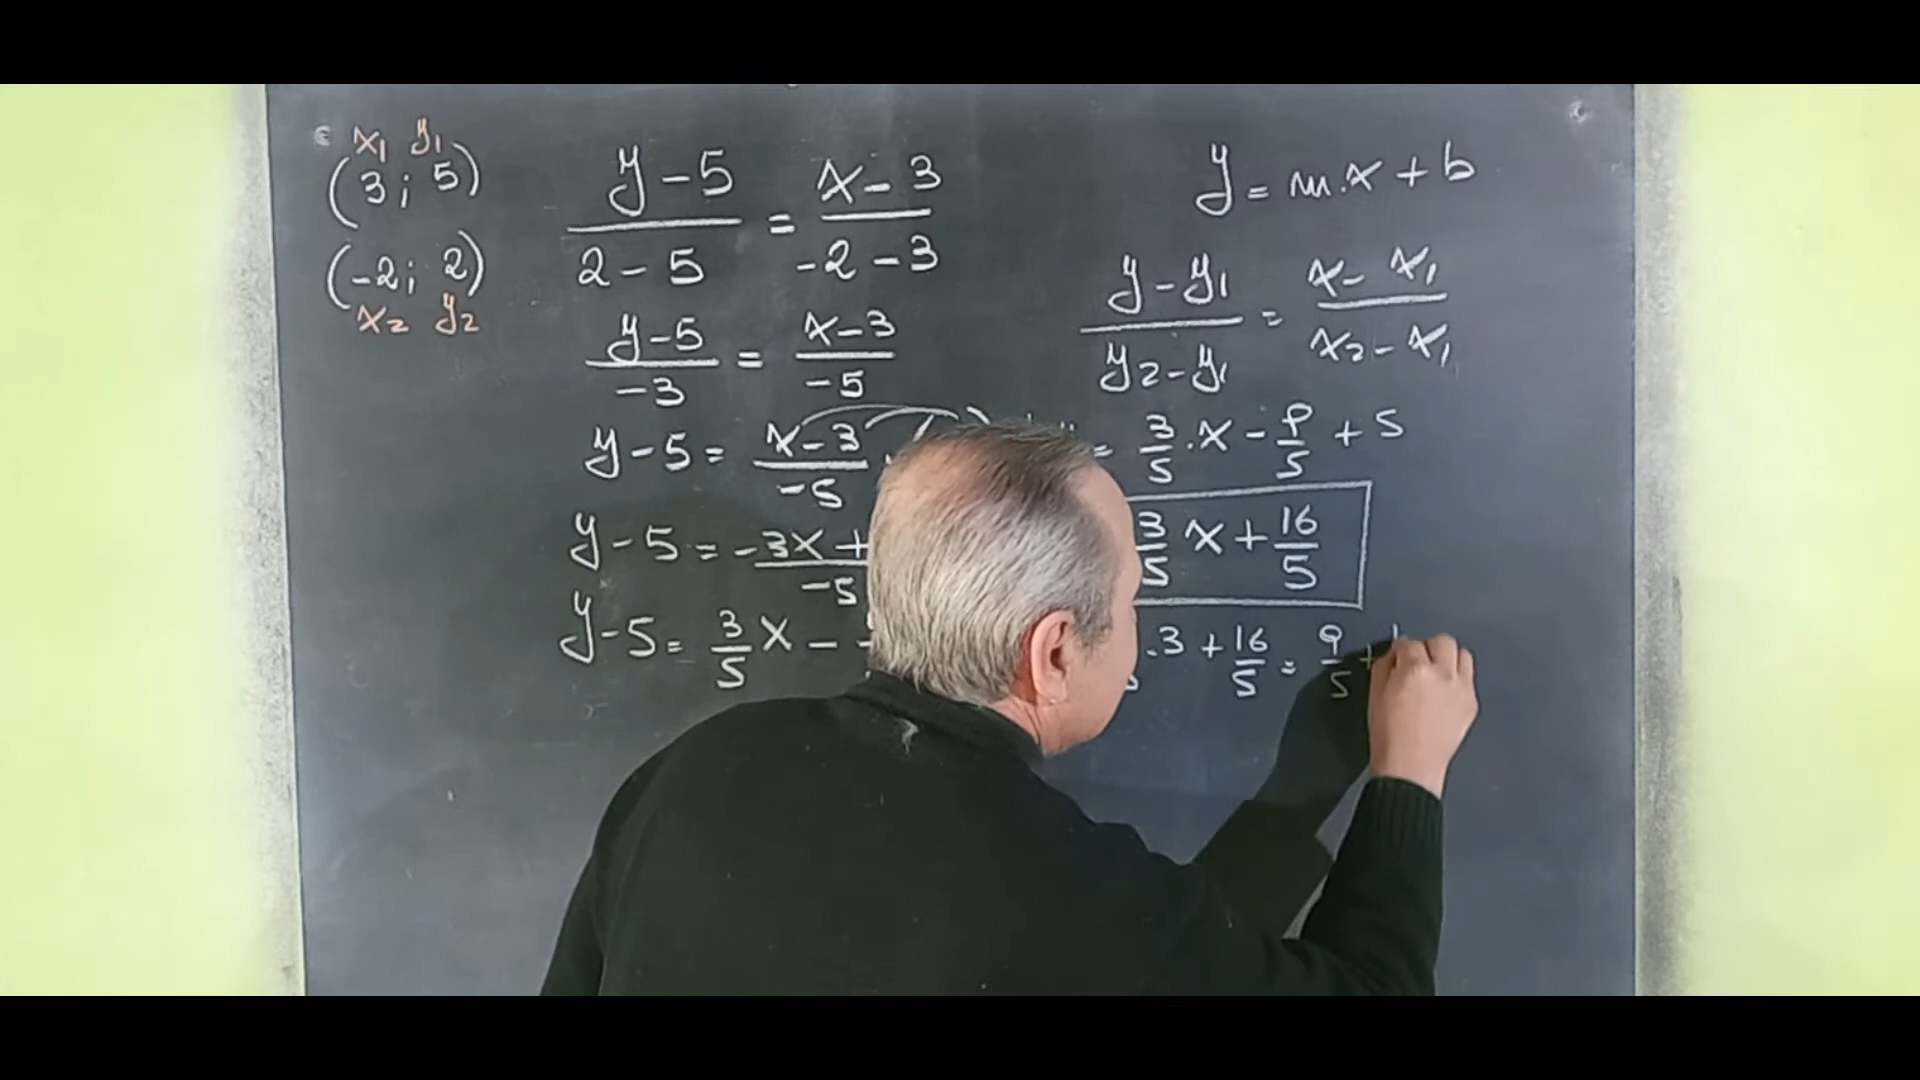 x₁ y₁
(3; 5)
(-2; 2)
x₂ y₂
y-5/2-5 = x-3/-2-3
y-5/-3 = x-3/-5
y-5 = x-3/-5 .
y-5 = -3x+/-5
y-5 = 3/5 x -
y = m.x + b
y-y₁/y₂-y₁ = x-x₁/x₂-x₁
= 3/5 .x - 9/5 + 5
3/5 x + 16/5
.3 + 16/5 = 9/5 +